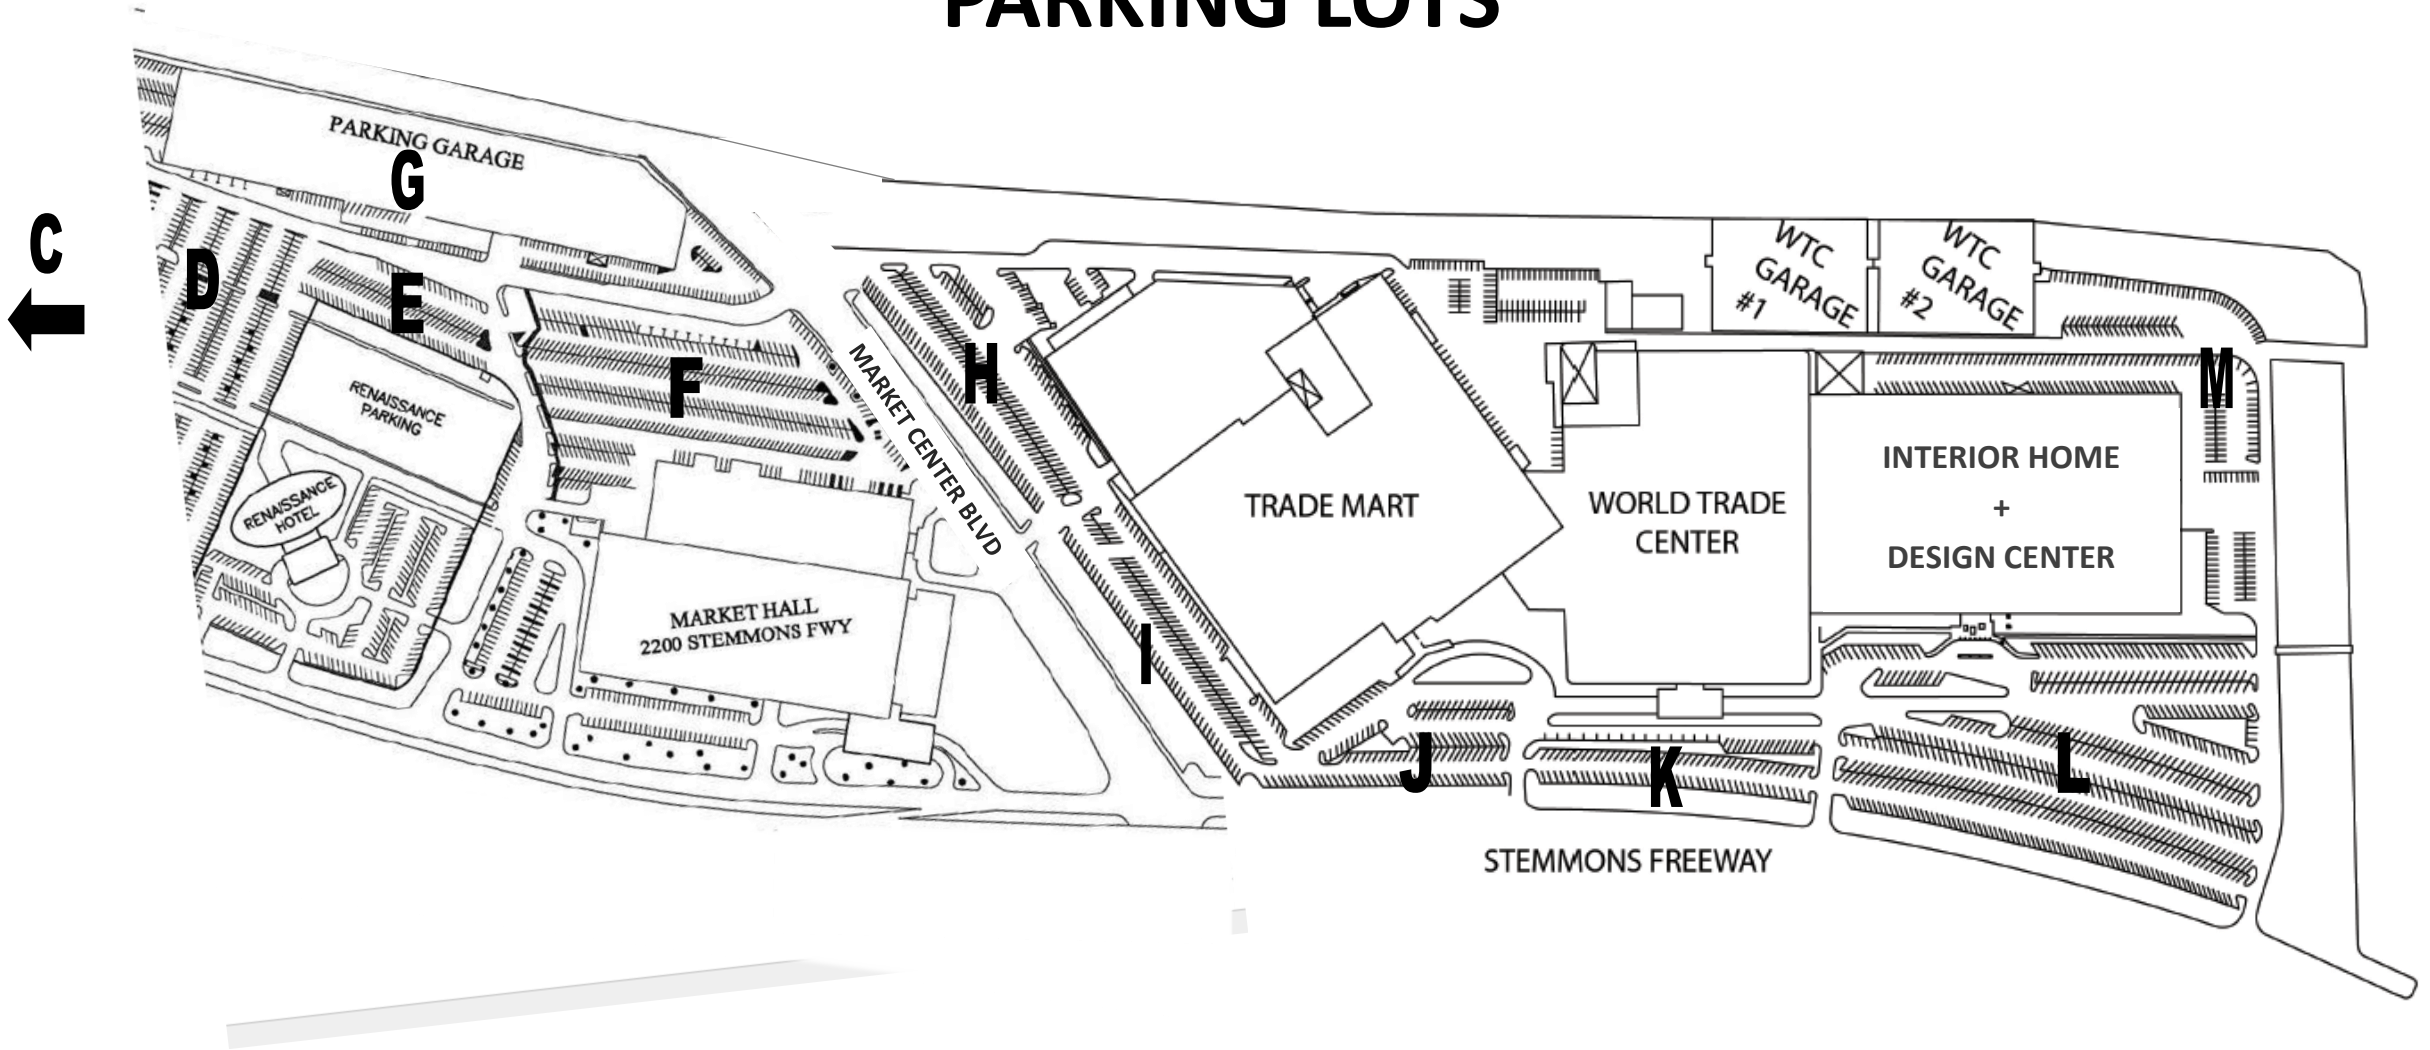 PARKING LOTS
PARKING GARAGE
G
C
D
E
F
RENAISSANCE
PARKING
RENAISSANCE
HOTEL
MARKET HALL
2200 STEMMONS FWY
MARKET CENTER BLVD
H
I
TRADE MART
WTC
GARAGE
#1
WTC
GARAGE
#2
M
WORLD TRADE
CENTER
INTERIOR HOME
+
DESIGN CENTER
J
K
L
STEMMONS FREEWAY